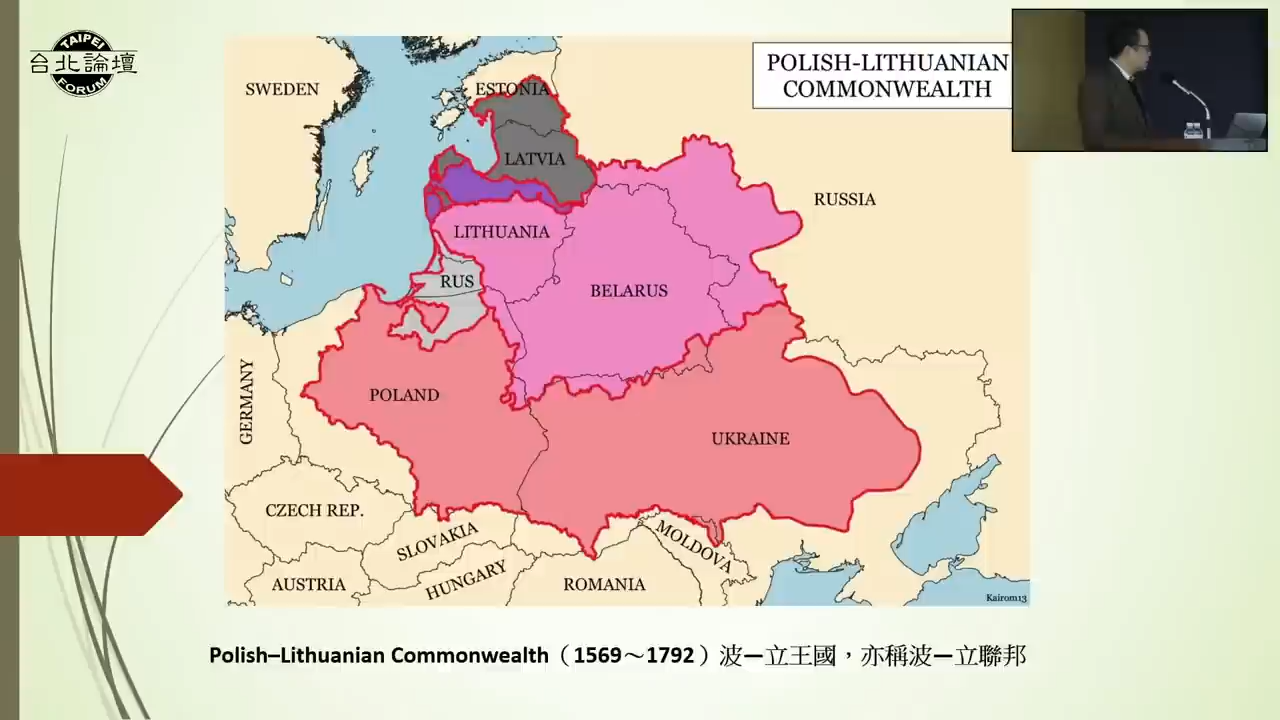 TAIPEI
台北論壇
FORUM
POLISH-LITHUANIAN
COMMONWEALTH
SWEDEN
ESTONIA
LATVIA
RUSSIA
LITHUANIA
RUS
BELARUS
GERMANY
POLAND
UKRAINE
CZECH REP.
SLOVAKIA
MOLDOVA
AUSTRIA
HUNGARY
ROMANIA
Kairom13
Polish–Lithuanian Commonwealth（1569～1792）波—立王國，亦稱波—立聯邦